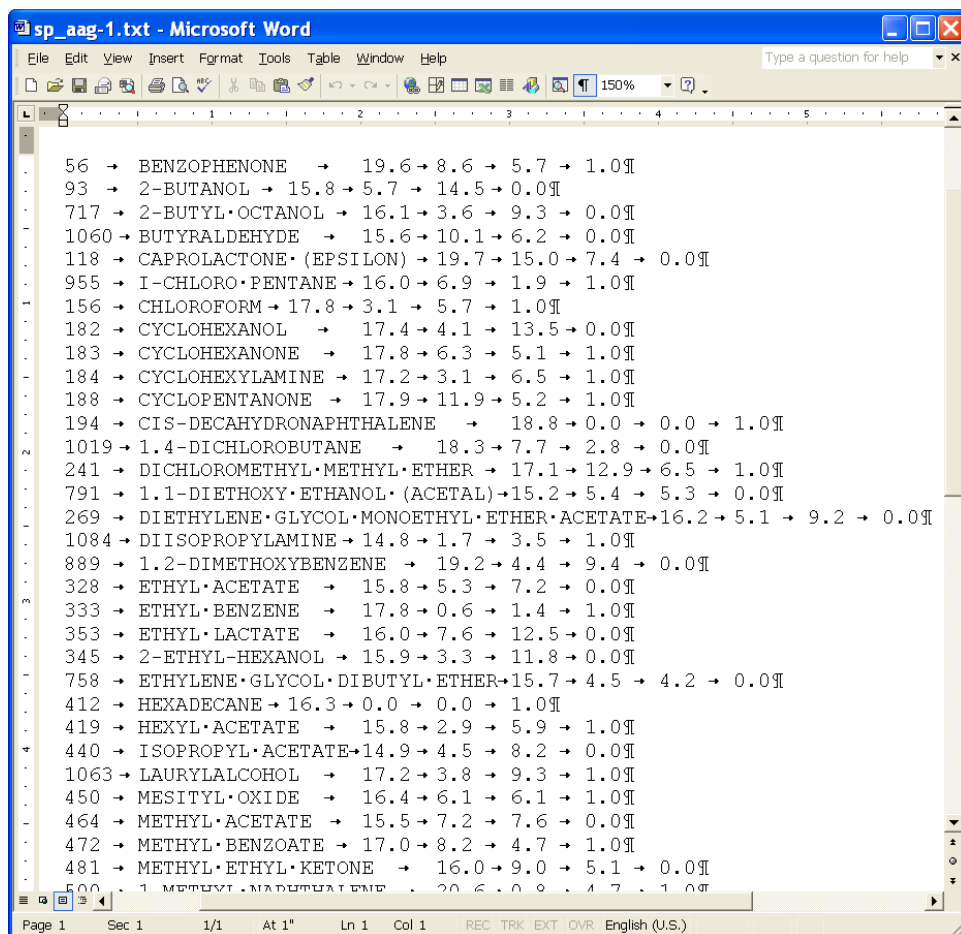 sp_aag-1.txt - Microsoft Word
File Edit View Insert Format Tools Table Window Help Type a question for help
150%
1 2 3 4 5
56 → BENZOPHENONE → 19.6→8.6 → 5.7 → 1.0¶
93 → 2-BUTANOL → 15.8→5.7 → 14.5→0.0¶
717 → 2-BUTYL·OCTANOL → 16.1→3.6 → 9.3 → 0.0¶
1060→BUTYRALDEHYDE → 15.6→10.1→6.2 → 0.0¶
118 → CAPROLACTONE·(EPSILON)→19.7→15.0→7.4 → 0.0¶
955 → I-CHLORO·PENTANE→16.0→6.9 → 1.9 → 1.0¶
156 → CHLOROFORM→17.8→3.1 → 5.7 → 1.0¶
182 → CYCLOHEXANOL → 17.4→4.1 → 13.5→0.0¶
183 → CYCLOHEXANONE → 17.8→6.3 → 5.1 → 1.0¶
184 → CYCLOHEXYLAMINE→17.2→3.1 → 6.5 → 1.0¶
188 → CYCLOPENTANONE→17.9→11.9→5.2 → 1.0¶
194 → CIS-DECAHYDRONAPHTHALENE → 18.8→0.0 → 0.0 → 1.0¶
1019→1.4-DICHLOROBUTANE → 18.3→7.7 → 2.8 → 0.0¶
241 → DICHLOROMETHYL·METHYL·ETHER → 17.1→12.9→6.5 → 1.0¶
791 → 1.1-DIETHOXY·ETHANOL·(ACETAL)→15.2→5.4 → 5.3 → 0.0¶
269 → DIETHYLENE·GLYCOL·MONOETHYL·ETHER·ACETATE→16.2→5.1 → 9.2 → 0.0¶
1084→DIISOPROPYLAMINE→14.8→1.7 → 3.5 → 1.0¶
889 → 1.2-DIMETHOXYBENZENE → 19.2→4.4 → 9.4 → 0.0¶
328 → ETHYL·ACETATE → 15.8→5.3 → 7.2 → 0.0¶
333 → ETHYL·BENZENE → 17.8→0.6 → 1.4 → 1.0¶
353 → ETHYL·LACTATE → 16.0→7.6 → 12.5→0.0¶
345 → 2-ETHYL-HEXANOL→15.9→3.3 → 11.8→0.0¶
758 → ETHYLENE·GLYCOL·DIBUTYL·ETHER→15.7→4.5 → 4.2 → 0.0¶
412 → HEXADECANE→16.3→0.0 → 0.0 → 1.0¶
419 → HEXYL·ACETATE → 15.8→2.9 → 5.9 → 1.0¶
440 → ISOPROPYL·ACETATE→14.9→4.5 → 8.2 → 0.0¶
1063→LAURYLALCOHOL → 17.2→3.8 → 9.3 → 1.0¶
450 → MESITYL·OXIDE → 16.4→6.1 → 6.1 → 1.0¶
464 → METHYL·ACETATE → 15.5→7.2 → 7.6 → 0.0¶
472 → METHYL·BENZOATE → 17.0→8.2 → 4.7 → 1.0¶
481 → METHYL·ETHYL·KETONE → 16.0→9.0 → 5.1 → 0.0¶
500 → 1-METHYL·NAPHTHALENE → 20.6→0.8 → 4.7 → 1.0¶
Page 1 Sec 1 1/1 At 1" Ln 1 Col 1 REC TRK EXT OVR English (U.S.)